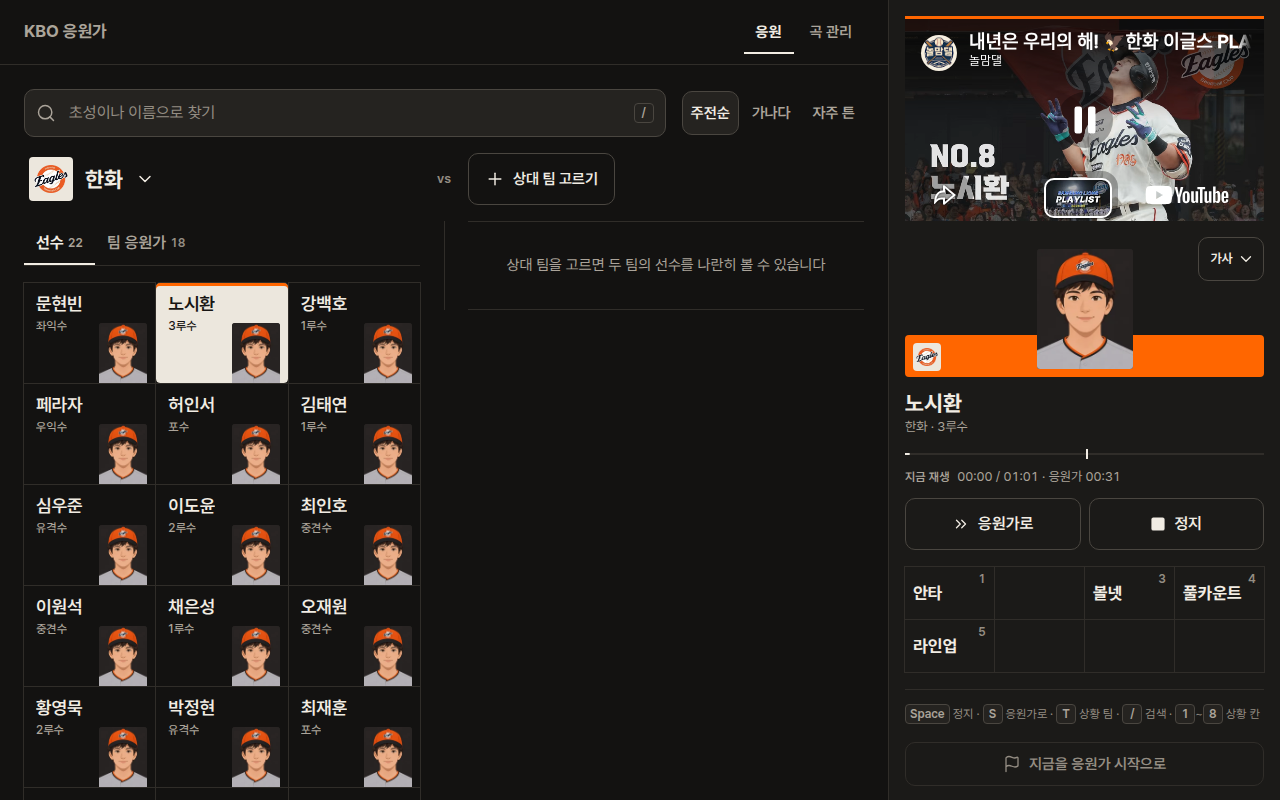 KBO 응원가
응원
곡 관리
초성이나 이름으로 찾기
/
주전순
가나다
자주 튼
Eagles
한화
vs
상대 팀 고르기
선수 22
팀 응원가 18
상대 팀을 고르면 두 팀의 선수를 나란히 볼 수 있습니다
문현빈
좌익수
노시환
3루수
강백호
1루수
페라자
우익수
허인서
포수
김태연
1루수
심우준
유격수
이도윤
2루수
최인호
중견수
이원석
중견수
채은성
1루수
오재원
중견수
황영묵
2루수
박정현
유격수
최재훈
포수
내년은 우리의 해! 🦅 한화 이글스 PLA
놀맘댈
Eagles
NO.8
노시환
PLAYLIST
YouTube
가사
Eagles
노시환
한화 · 3루수
지금 재생 00:00 / 01:01 · 응원가 00:31
응원가로
정지
안타 1
볼넷 3
풀카운트 4
라인업 5
Space 정지 · S 응원가로 · T 상황 팀 · / 검색 · 1 ~ 8 상황 칸
지금을 응원가 시작으로